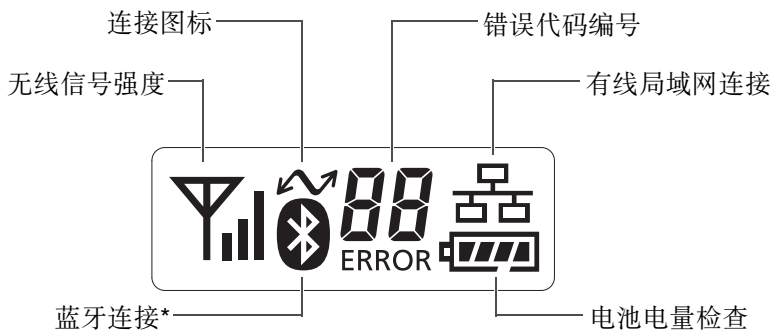 连接图标
错误代码编号
无线信号强度
有线局域网连接
88
ERROR
蓝牙连接*
电池电量检查